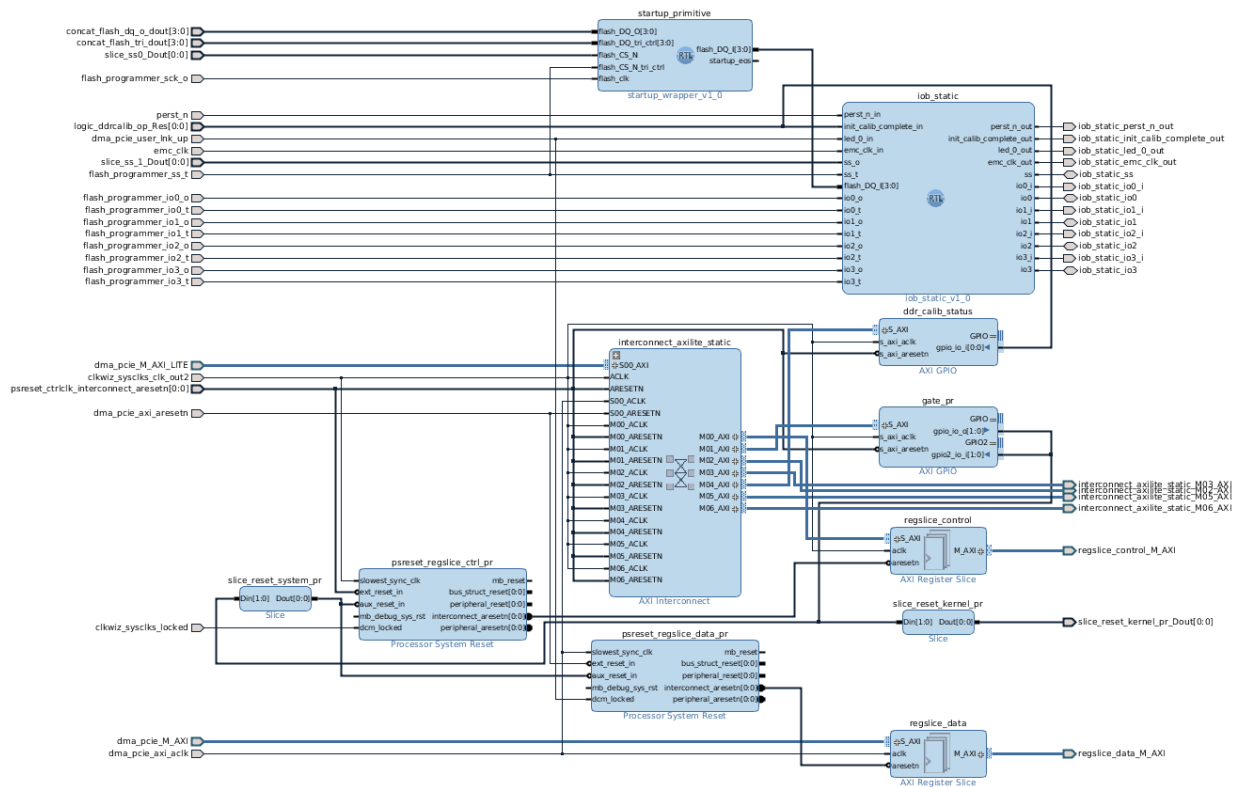 startup_primitive
concat_flash_dq_o_dout[3:0]
concat_flash_tri_dout[3:0]
slice_ss0_Dout[0:0]
flash_programmer_sck_o
flash_DQ_O[3:0]
flash_DQ_tri_ctrl[3:0]
flash_CS_N
flash_CS_N_tri_ctrl
flash_clk
RTL
flash_DQ_I[3:0]
startup_eos
startup_wrapper_v1_0
perst_n
logic_ddrcalib_op_Res[0:0]
dma_pcie_user_lnk_up
emc_clk
slice_ss_1_Dout[0:0]
flash_programmer_ss_t
flash_programmer_io0_o
flash_programmer_io0_t
flash_programmer_io1_o
flash_programmer_io1_t
flash_programmer_io2_o
flash_programmer_io2_t
flash_programmer_io3_o
flash_programmer_io3_t
iob_static
perst_n_in
init_calib_complete_in
led_0_in
emc_clk_in
ss_o
ss_t
flash_DQ_I[3:0]
io0_o
io0_t
io1_o
io1_t
io2_o
io2_t
io3_o
io3_t
RTL
perst_n_out
init_calib_complete_out
led_0_out
emc_clk_out
ss
io0_i
io0
io1_i
io1
io2_i
io2
io3_i
io3
iob_static_v1_0
iob_static_perst_n_out
iob_static_init_calib_complete_out
iob_static_led_0_out
iob_static_emc_clk_out
iob_static_ss
iob_static_io0_i
iob_static_io0
iob_static_io1_i
iob_static_io1
iob_static_io2_i
iob_static_io2
iob_static_io3_i
iob_static_io3
ddr_calib_status
S_AXI
s_axi_aclk
s_axi_aresetn
GPIO
gpio_io_i[0:0]
AXI GPIO
dma_pcie_M_AXI_LITE
clkwiz_sysclks_clk_out2
psreset_ctrlclk_interconnect_aresetn[0:0]
dma_pcie_axi_aresetn
interconnect_axilite_static
S00_AXI
ACLK
ARESETN
S00_ACLK
S00_ARESETN
M00_ACLK
M00_ARESETN
M01_ACLK
M01_ARESETN
M02_ACLK
M02_ARESETN
M03_ACLK
M03_ARESETN
M04_ACLK
M04_ARESETN
M05_ACLK
M05_ARESETN
M06_ACLK
M06_ARESETN
M00_AXI
M01_AXI
M02_AXI
M03_AXI
M04_AXI
M05_AXI
M06_AXI
AXI Interconnect
gate_pr
S_AXI
s_axi_aclk
s_axi_aresetn
GPIO
gpio_io_o[1:0]
GPIO2
gpio2_io_i[1:0]
AXI GPIO
interconnect_axilite_static_M03_AXI
interconnect_axilite_static_M02_AXI
interconnect_axilite_static_M05_AXI
interconnect_axilite_static_M06_AXI
regslice_control
S_AXI
aclk
aresetn
M_AXI
AXI Register Slice
regslice_control_M_AXI
slice_reset_system_pr
Din[1:0]
Dout[0:0]
Slice
clkwiz_sysclks_locked
psreset_regslice_ctrl_pr
slowest_sync_clk
ext_reset_in
aux_reset_in
mb_debug_sys_rst
dcm_locked
mb_reset
bus_struct_reset[0:0]
peripheral_reset[0:0]
interconnect_aresetn[0:0]
peripheral_aresetn[0:0]
Processor System Reset
slice_reset_kernel_pr
Din[1:0]
Dout[0:0]
Slice
slice_reset_kernel_pr_Dout[0:0]
psreset_regslice_data_pr
slowest_sync_clk
ext_reset_in
aux_reset_in
mb_debug_sys_rst
dcm_locked
mb_reset
bus_struct_reset[0:0]
peripheral_reset[0:0]
interconnect_aresetn[0:0]
peripheral_aresetn[0:0]
Processor System Reset
dma_pcie_M_AXI
dma_pcie_axi_aclk
regslice_data
S_AXI
aclk
aresetn
M_AXI
AXI Register Slice
regslice_data_M_AXI